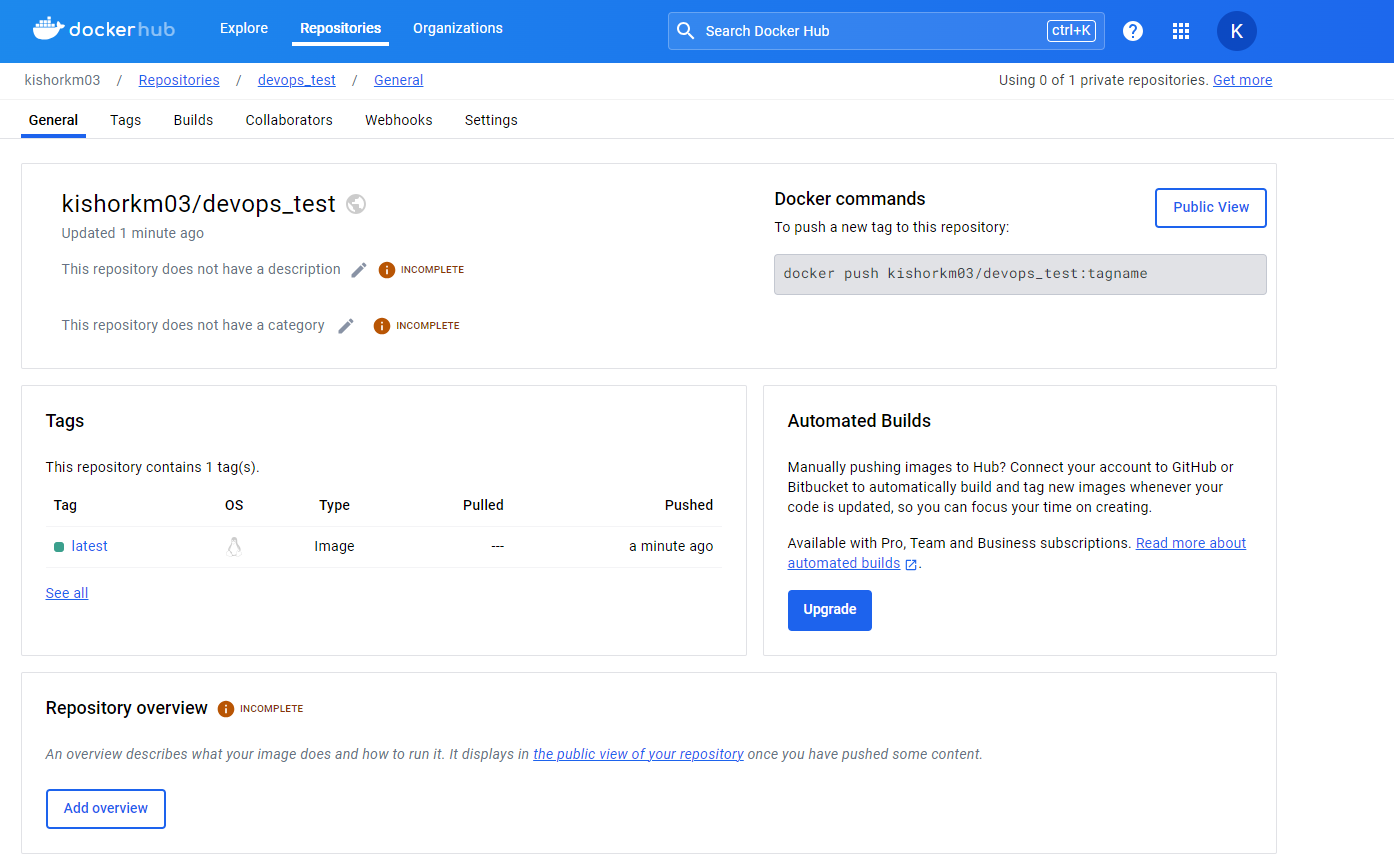 dockerhub Explore Repositories Organizations Search Docker Hub ctrl+K ? K
kishorkm03 / Repositories / devops_test / General Using 0 of 1 private repositories. Get more
General Tags Builds Collaborators Webhooks Settings
kishorkm03/devops_test
Updated 1 minute ago
This repository does not have a description INCOMPLETE
This repository does not have a category INCOMPLETE
Docker commands
Public View
To push a new tag to this repository:
docker push kishorkm03/devops_test:tagname
Tags
This repository contains 1 tag(s).
Tag OS Type Pulled Pushed
latest Image --- a minute ago
See all
Automated Builds
Manually pushing images to Hub? Connect your account to GitHub or
Bitbucket to automatically build and tag new images whenever your
code is updated, so you can focus your time on creating.
Available with Pro, Team and Business subscriptions. Read more about
automated builds .
Upgrade
Repository overview INCOMPLETE
An overview describes what your image does and how to run it. It displays in the public view of your repository once you have pushed some content.
Add overview